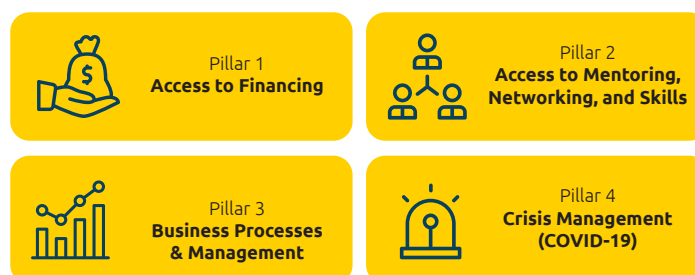 Pillar 1
Access to Financing
$
Pillar 2
Access to Mentoring,
Networking, and Skills
Pillar 3
Business Processes
& Management
Pillar 4
Crisis Management
(COVID-19)